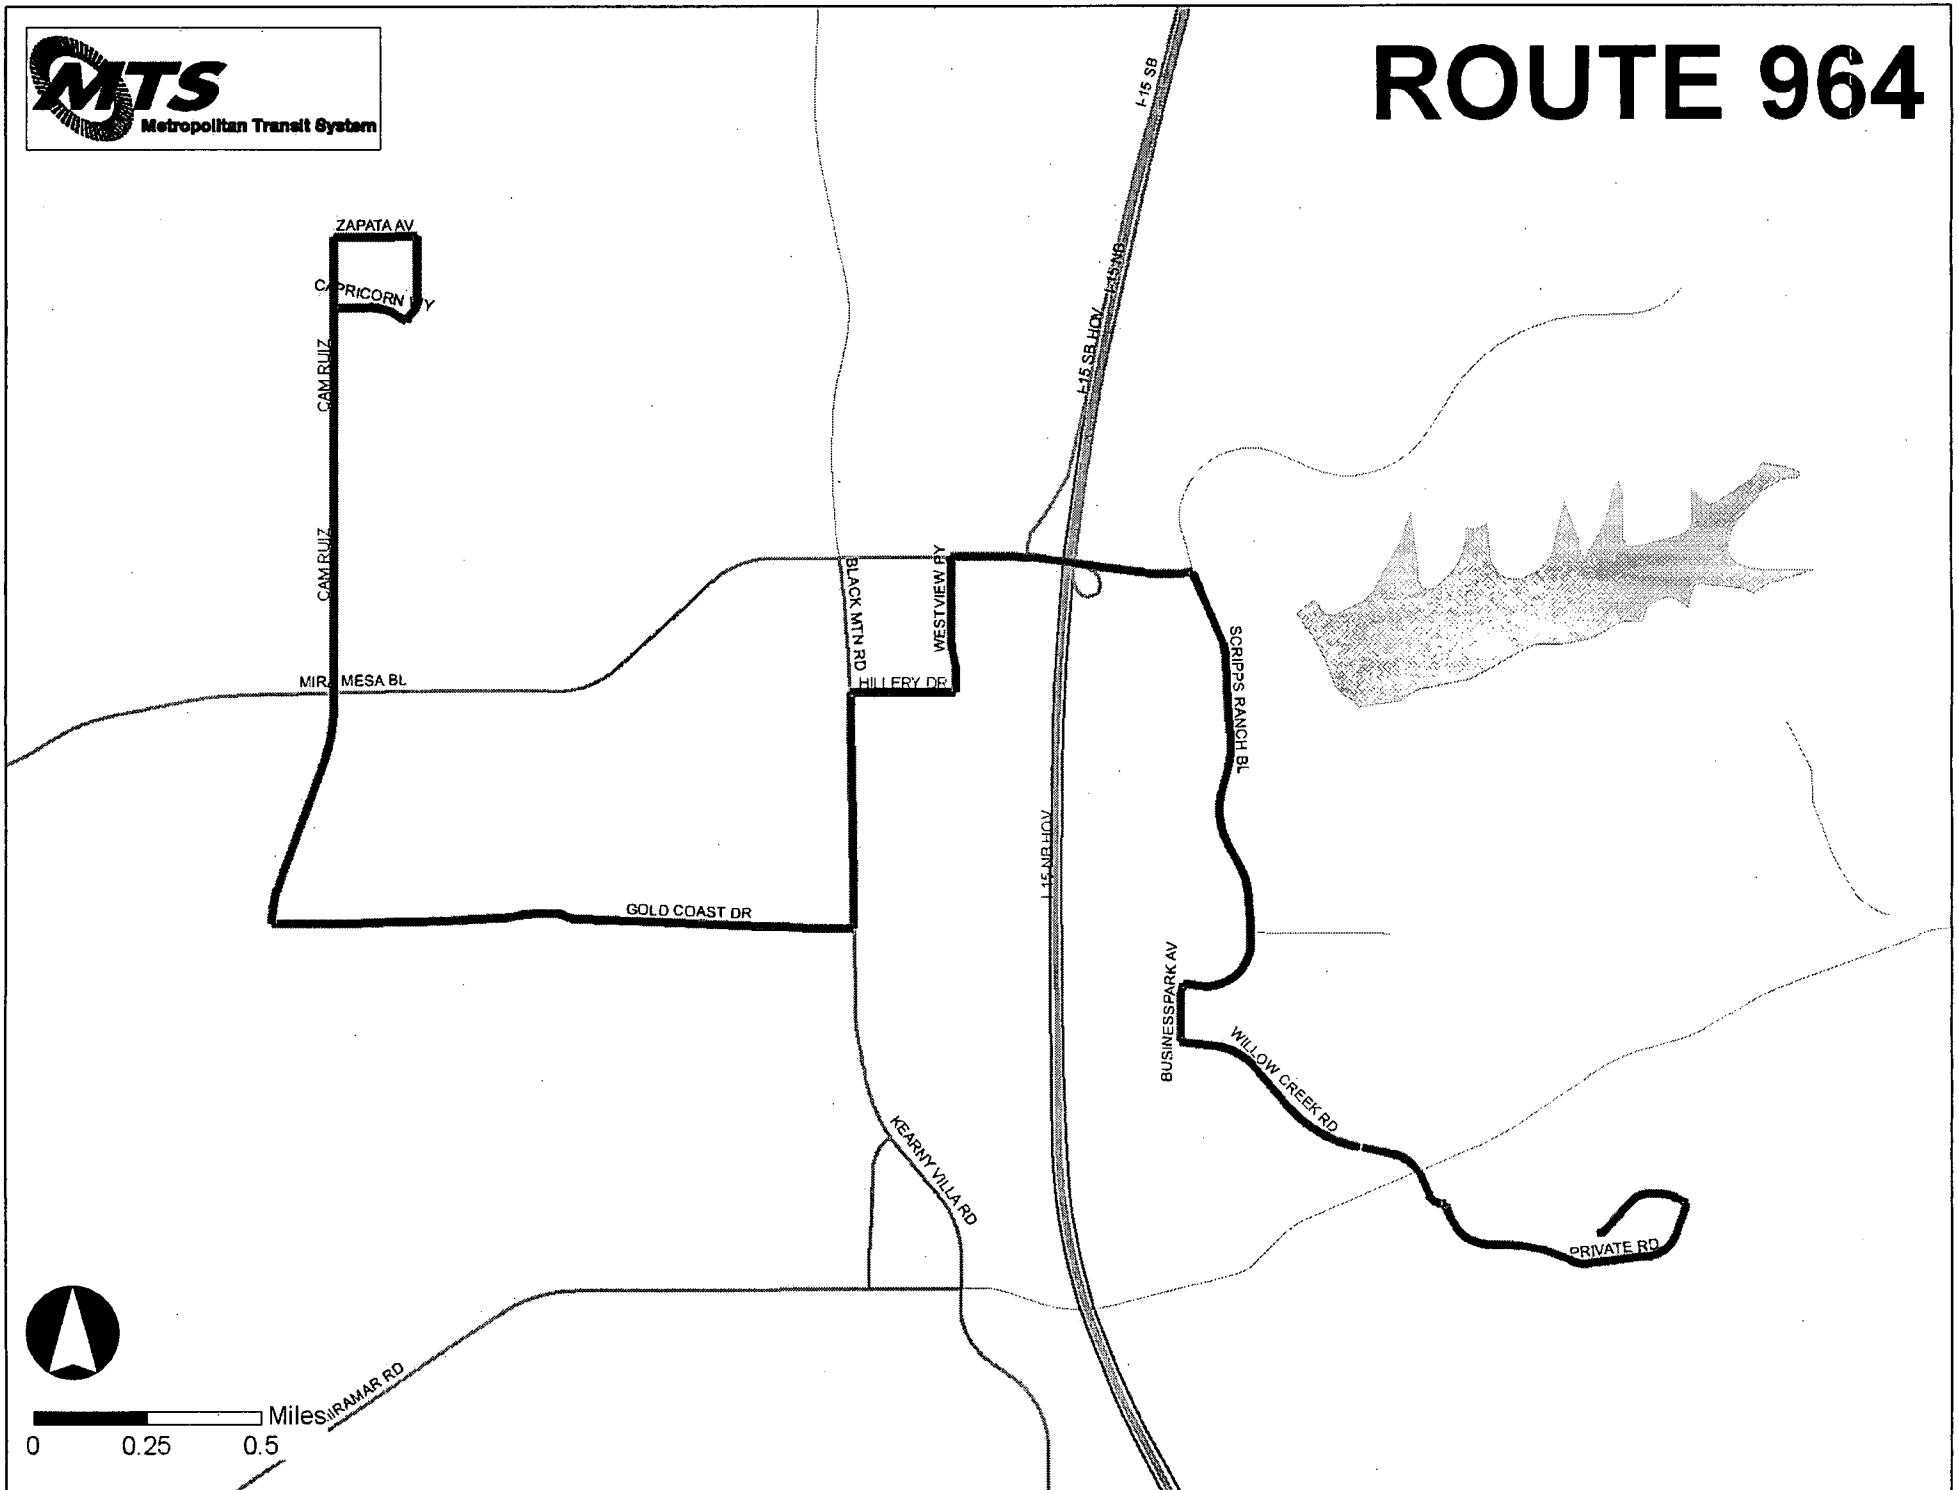 MTS
Metropolitan Transit System
ROUTE 964
I-15 SB
ZAPATA AV
I-15 NB
CAPRICORN WY
I-15 SB HOV
CAM RUIZ
CAM RUIZ
BLACK MTN RD
WESTVIEW PY
SCRIPPS RANCH BL
MIRA MESA BL
HILLERY DR
I-15 NB HOV
GOLD COAST DR
BUSINESSPARK AV
WILLOW CREEK RD
KEARNY VILLA RD
PRIVATE RD
MIRAMAR RD
Miles
0 0.25 0.5